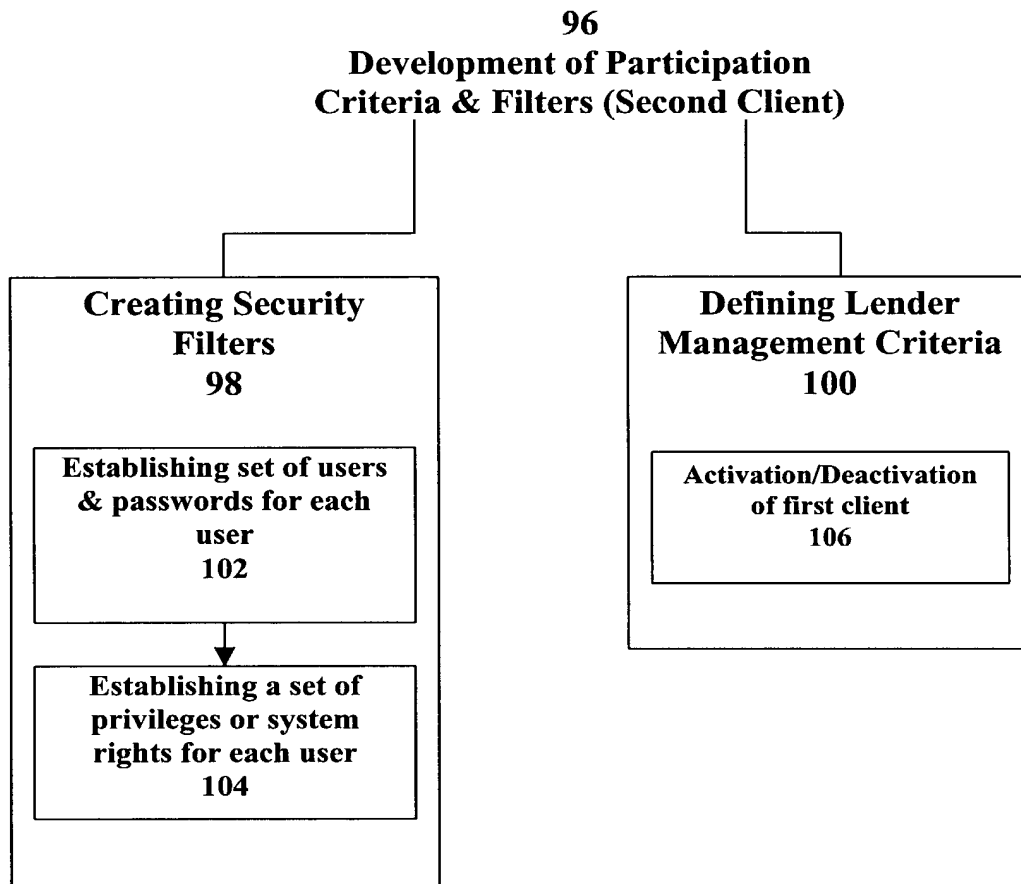 96
Development of Participation
Criteria & Filters (Second Client)
Creating Security
Filters
98
Establishing set of users
& passwords for each
user
102
Establishing a set of
privileges or system
rights for each user
104
Defining Lender
Management Criteria
100
Activation/Deactivation
of first client
106